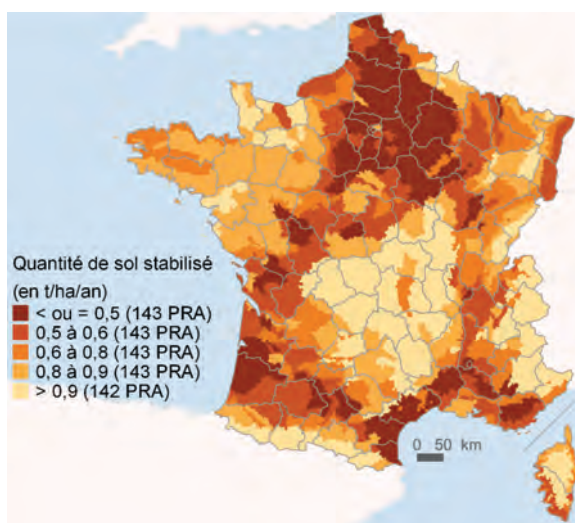 Quantité de sol stabilisé
(en t/ha/an)
< ou = 0,5 (143 PRA)
0,5 à 0,6 (143 PRA)
0,6 à 0,8 (143 PRA)
0,8 à 0,9 (143 PRA)
> 0,9 (142 PRA)
0 50 km